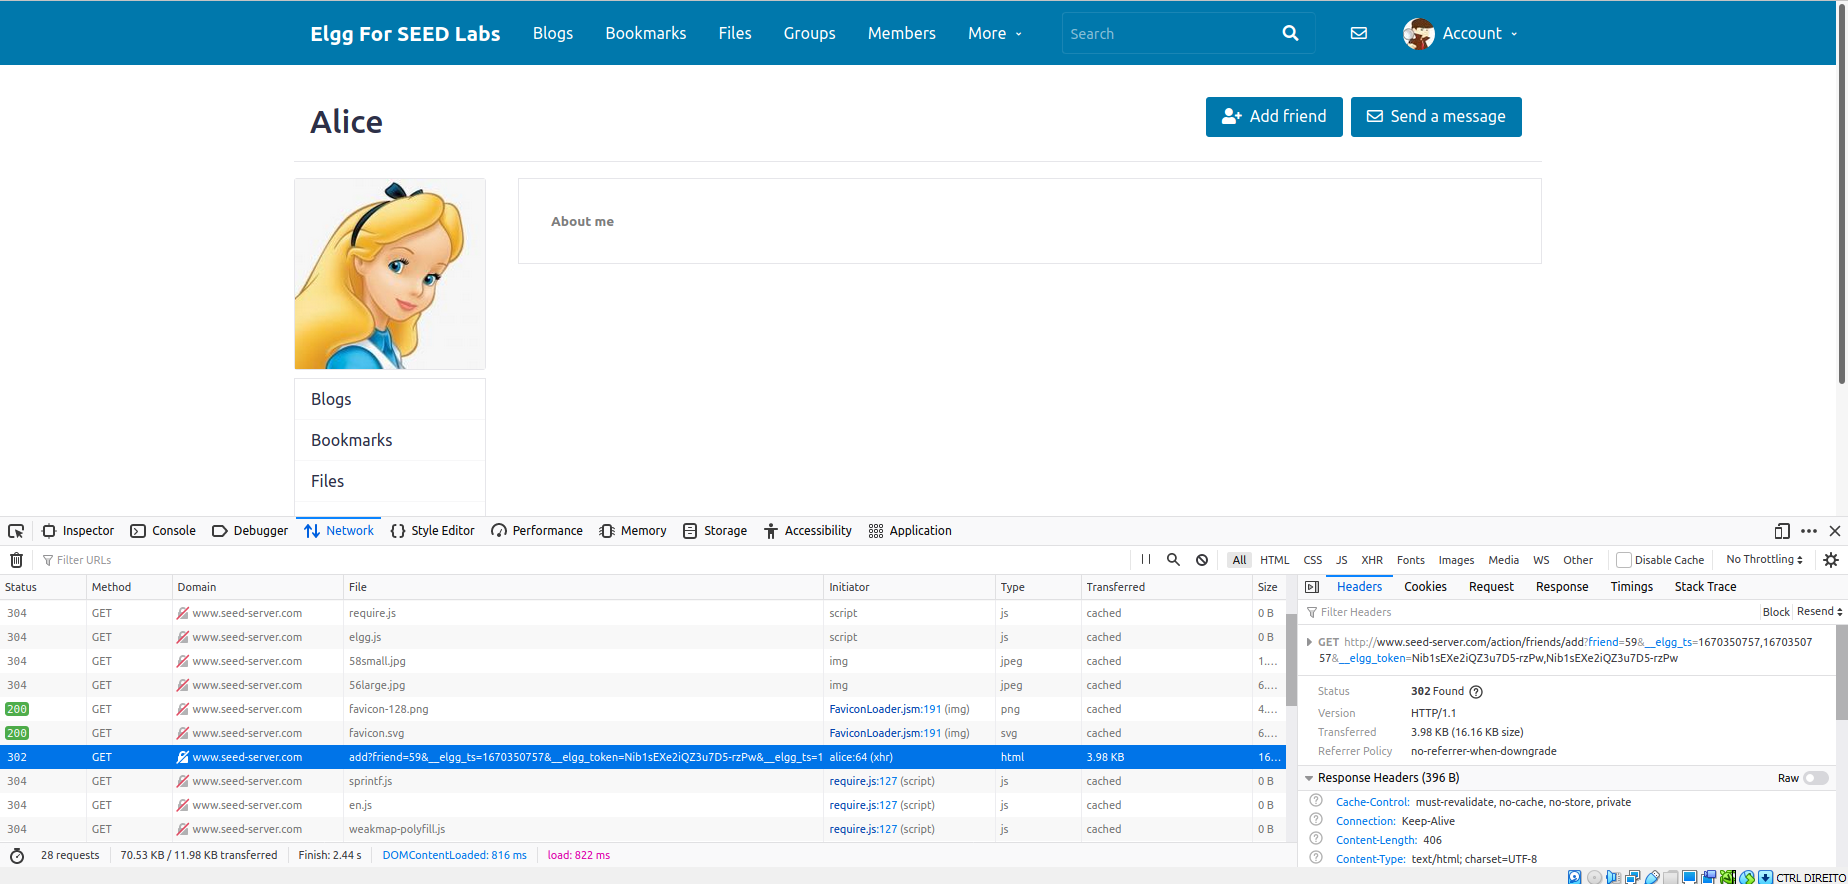 Elgg For SEED Labs Blogs Bookmarks Files Groups Members More Search Account
Alice
Add friend Send a message
About me
Blogs
Bookmarks
Files
Inspector Console Debugger Network Style Editor Performance Memory Storage Accessibility Application
Filter URLs All HTML CSS JS XHR Fonts Images Media WS Other Disable Cache No Throttling
Status Method Domain File Initiator Type Transferred Size
304 GET www.seed-server.com require.js script js cached 0 B
304 GET www.seed-server.com elgg.js script js cached 0 B
304 GET www.seed-server.com 58small.jpg img jpeg cached 1....
304 GET www.seed-server.com 56large.jpg img jpeg cached 6....
200 GET www.seed-server.com favicon-128.png FaviconLoader.jsm:191 (img) png cached 4....
200 GET www.seed-server.com favicon.svg FaviconLoader.jsm:191 (img) svg cached 6....
302 GET www.seed-server.com add?friend=59&__elgg_ts=1670350757&__elgg_token=Nib1sEXe2iQZ3u7D5-rzPw&__elgg_ts=1 alice:64 (xhr) html 3.98 KB 16...
304 GET www.seed-server.com sprintf.js require.js:127 (script) js cached 0 B
304 GET www.seed-server.com en.js require.js:127 (script) js cached 0 B
304 GET www.seed-server.com weakmap-polyfill.js require.js:127 (script) js cached 0 B
28 requests 70.53 KB / 11.98 KB transferred Finish: 2.44 s DOMContentLoaded: 816 ms load: 822 ms
Headers Cookies Request Response Timings Stack Trace
Filter Headers Block Resend
GET http://www.seed-server.com/action/friends/add?friend=59&__elgg_ts=1670350757,16703507
57&__elgg_token=Nib1sEXe2iQZ3u7D5-rzPw,Nib1sEXe2iQZ3u7D5-rzPw
Status 302 Found
Version HTTP/1.1
Transferred 3.98 KB (16.16 KB size)
Referrer Policy no-referrer-when-downgrade
Response Headers (396 B) Raw
Cache-Control: must-revalidate, no-cache, no-store, private
Connection: Keep-Alive
Content-Length: 406
Content-Type: text/html; charset=UTF-8
CTRL DIREITO